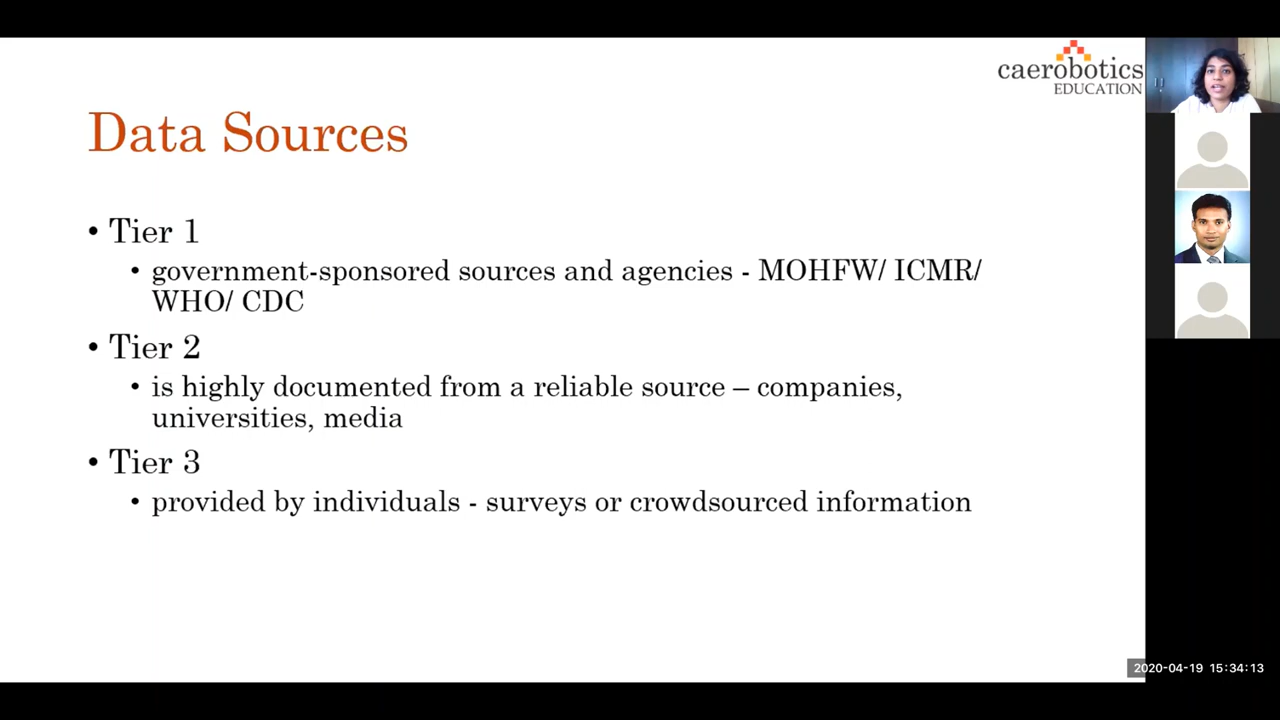 caerobotics
EDUCATION
Data Sources
• Tier 1
• government-sponsored sources and agencies - MOHFW/ ICMR/
WHO/ CDC
• Tier 2
• is highly documented from a reliable source – companies,
universities, media
• Tier 3
• provided by individuals - surveys or crowdsourced information
2020-04-19 15:34:13